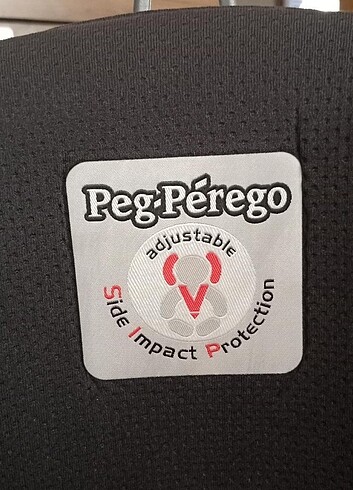 Peg-Pérego
adjustable
Side Impact Protection